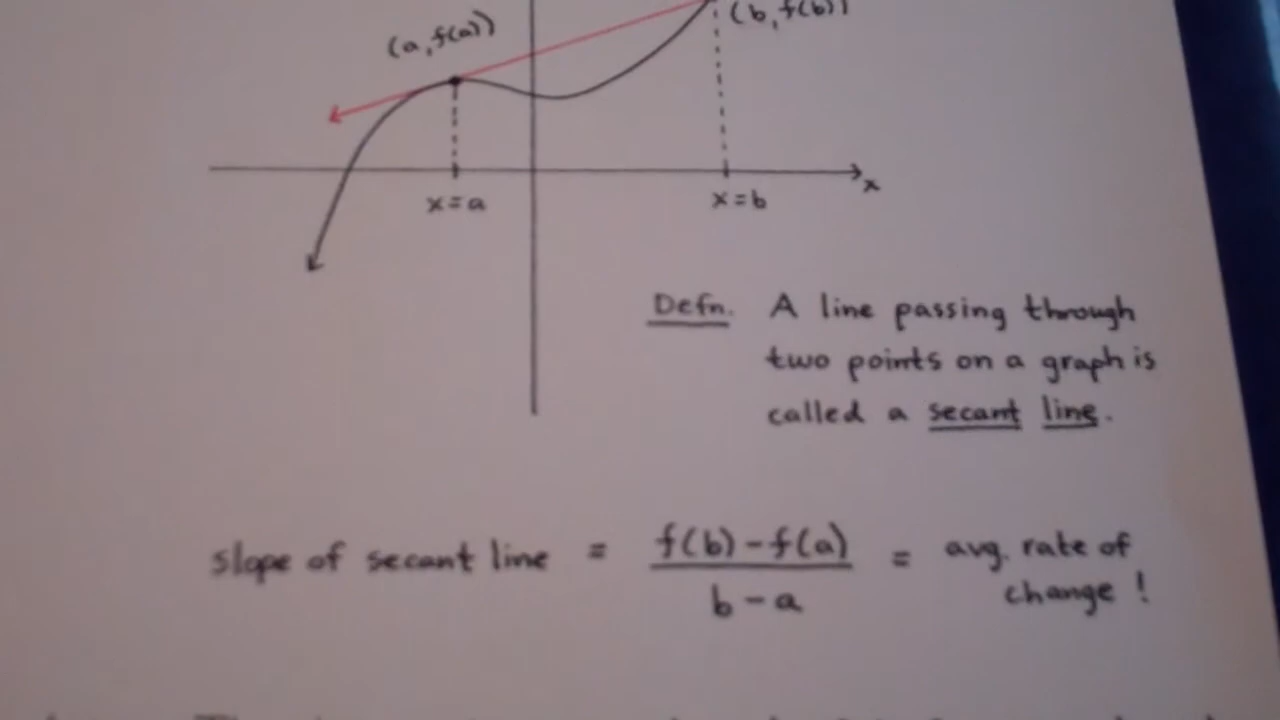 (a, f(a))
(b, f(b))
x
x=a
x=b
Defn. A line passing through
two points on a graph is
called a secant line.
slope of secant line = f(b)-f(a) / b-a = avg. rate of
change!